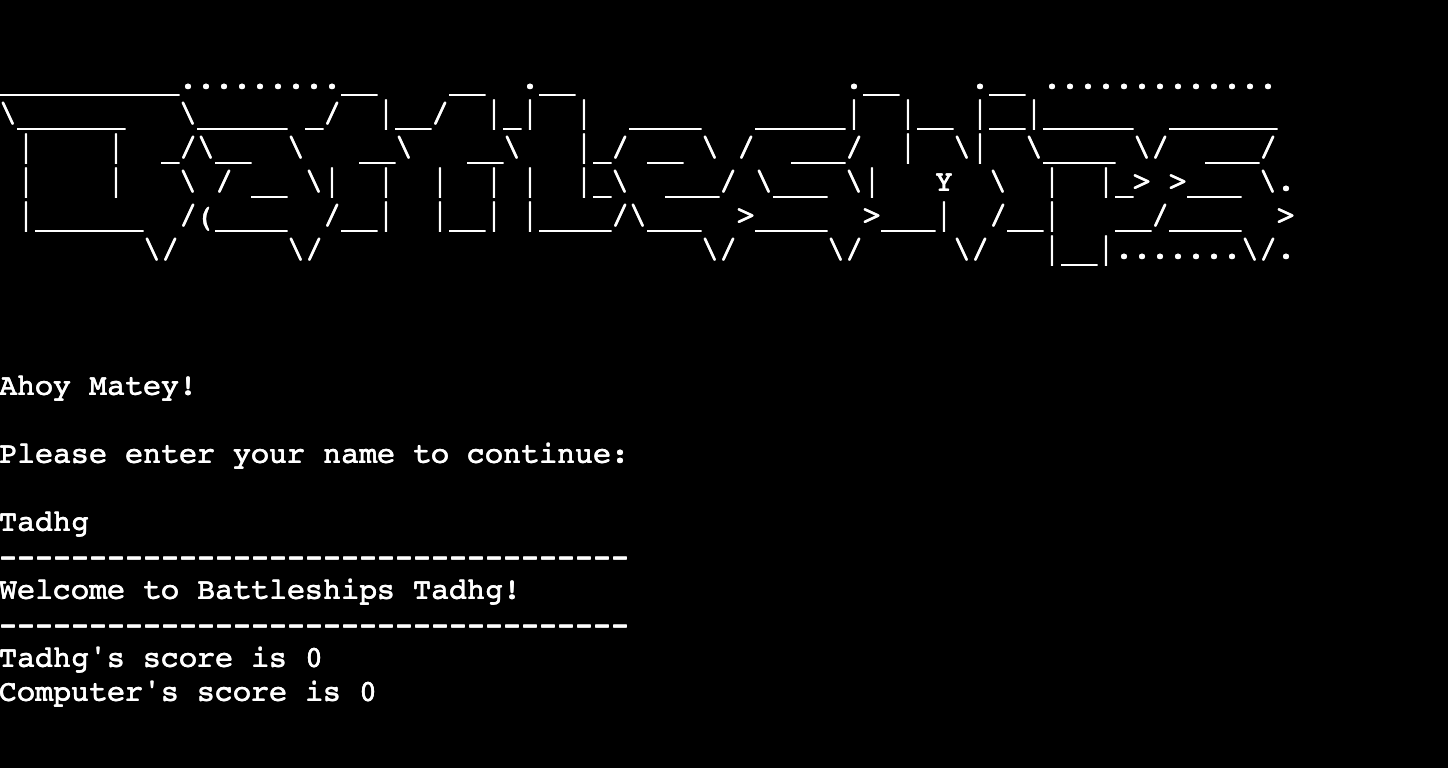 Battleships
Ahoy Matey!
Please enter your name to continue:
Tadhg
-----------------------------------
Welcome to Battleships Tadhg!
-----------------------------------
Tadhg's score is 0
Computer's score is 0